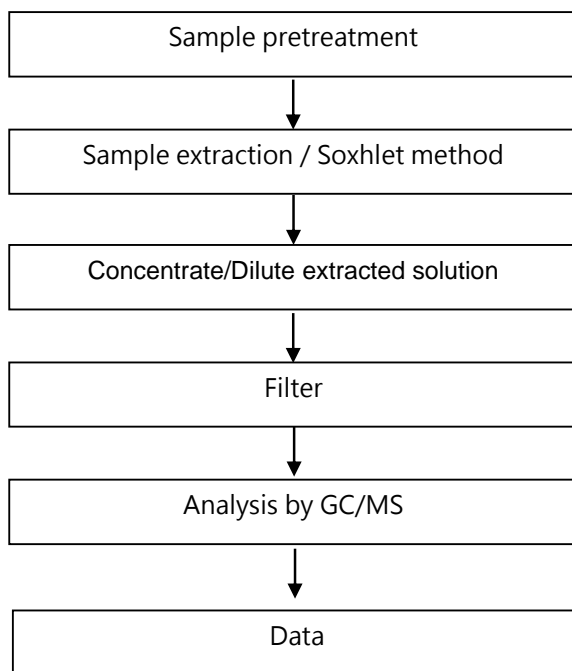 Sample pretreatment
Sample extraction / Soxhlet method
Concentrate/Dilute extracted solution
Filter
Analysis by GC/MS
Data